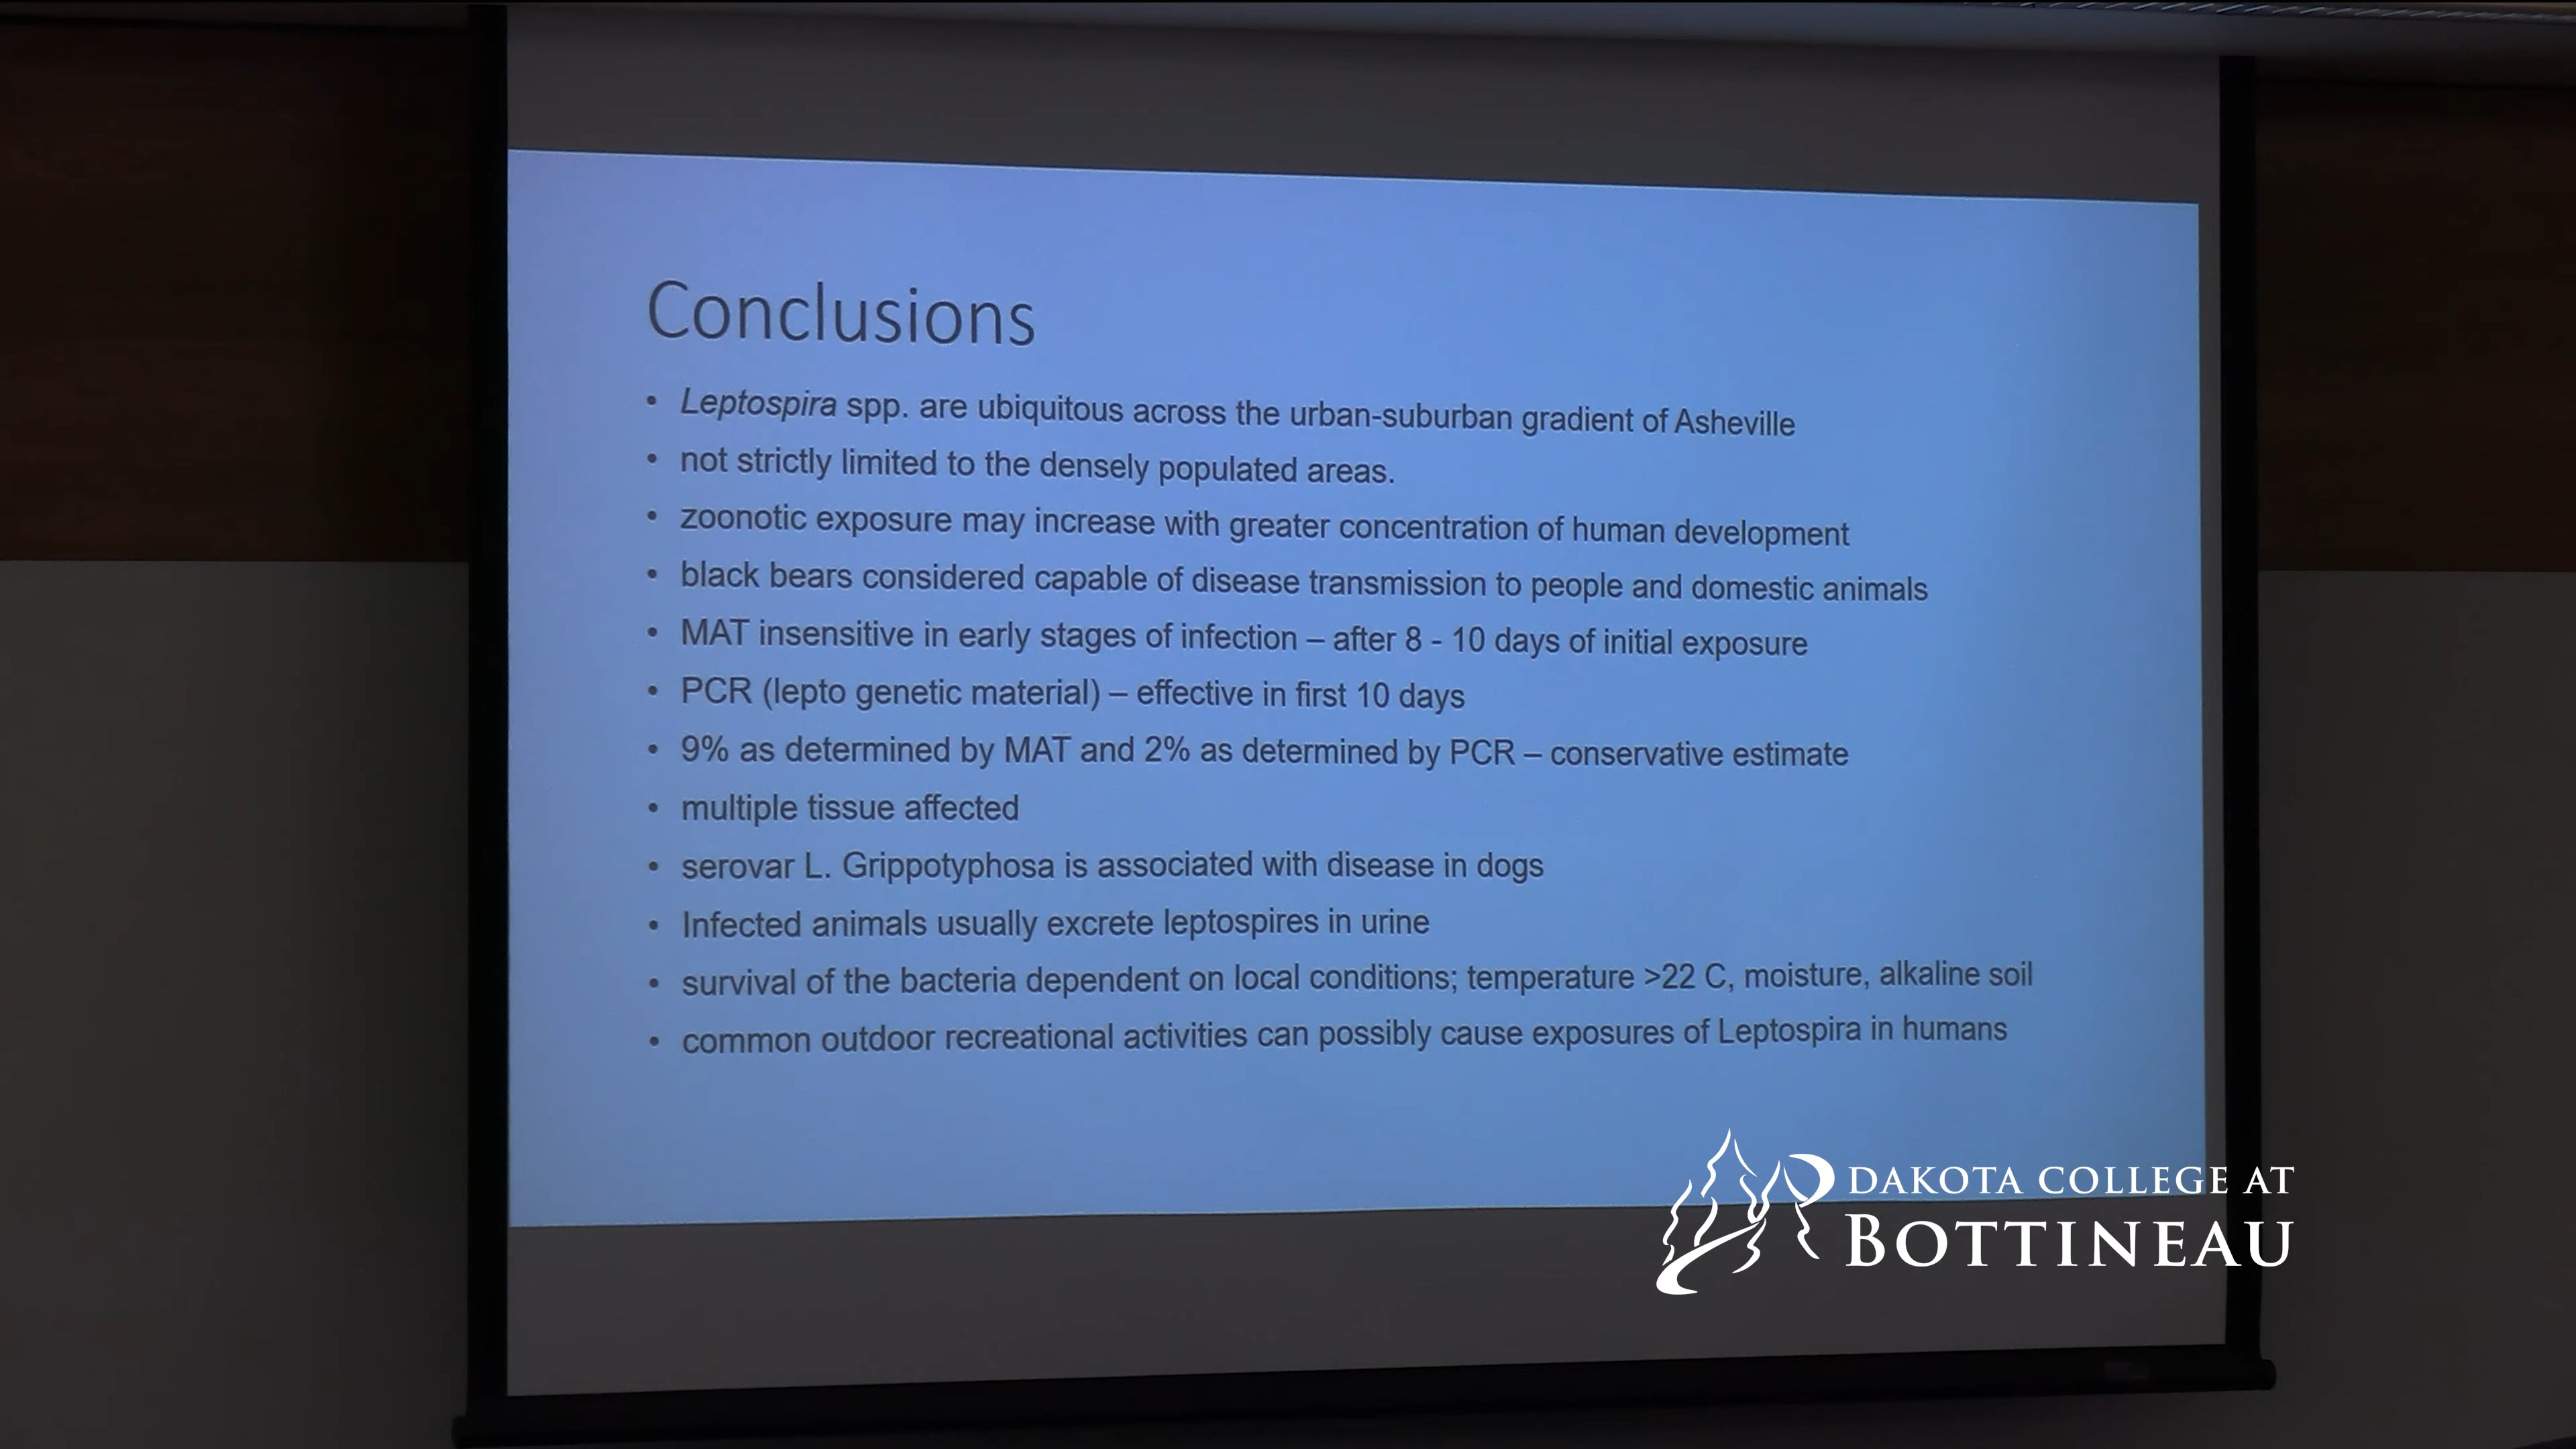 Conclusions
• Leptospira spp. are ubiquitous across the urban-suburban gradient of Asheville
• not strictly limited to the densely populated areas.
• zoonotic exposure may increase with greater concentration of human development
• black bears considered capable of disease transmission to people and domestic animals
• MAT insensitive in early stages of infection – after 8 - 10 days of initial exposure
• PCR (lepto genetic material) – effective in first 10 days
• 9% as determined by MAT and 2% as determined by PCR – conservative estimate
• multiple tissue affected
• serovar L. Grippotyphosa is associated with disease in dogs
• Infected animals usually excrete leptospires in urine
• survival of the bacteria dependent on local conditions; temperature >22 C, moisture, alkaline soil
• common outdoor recreational activities can possibly cause exposures of Leptospira in humans
DAKOTA COLLEGE AT
BOTTINEAU